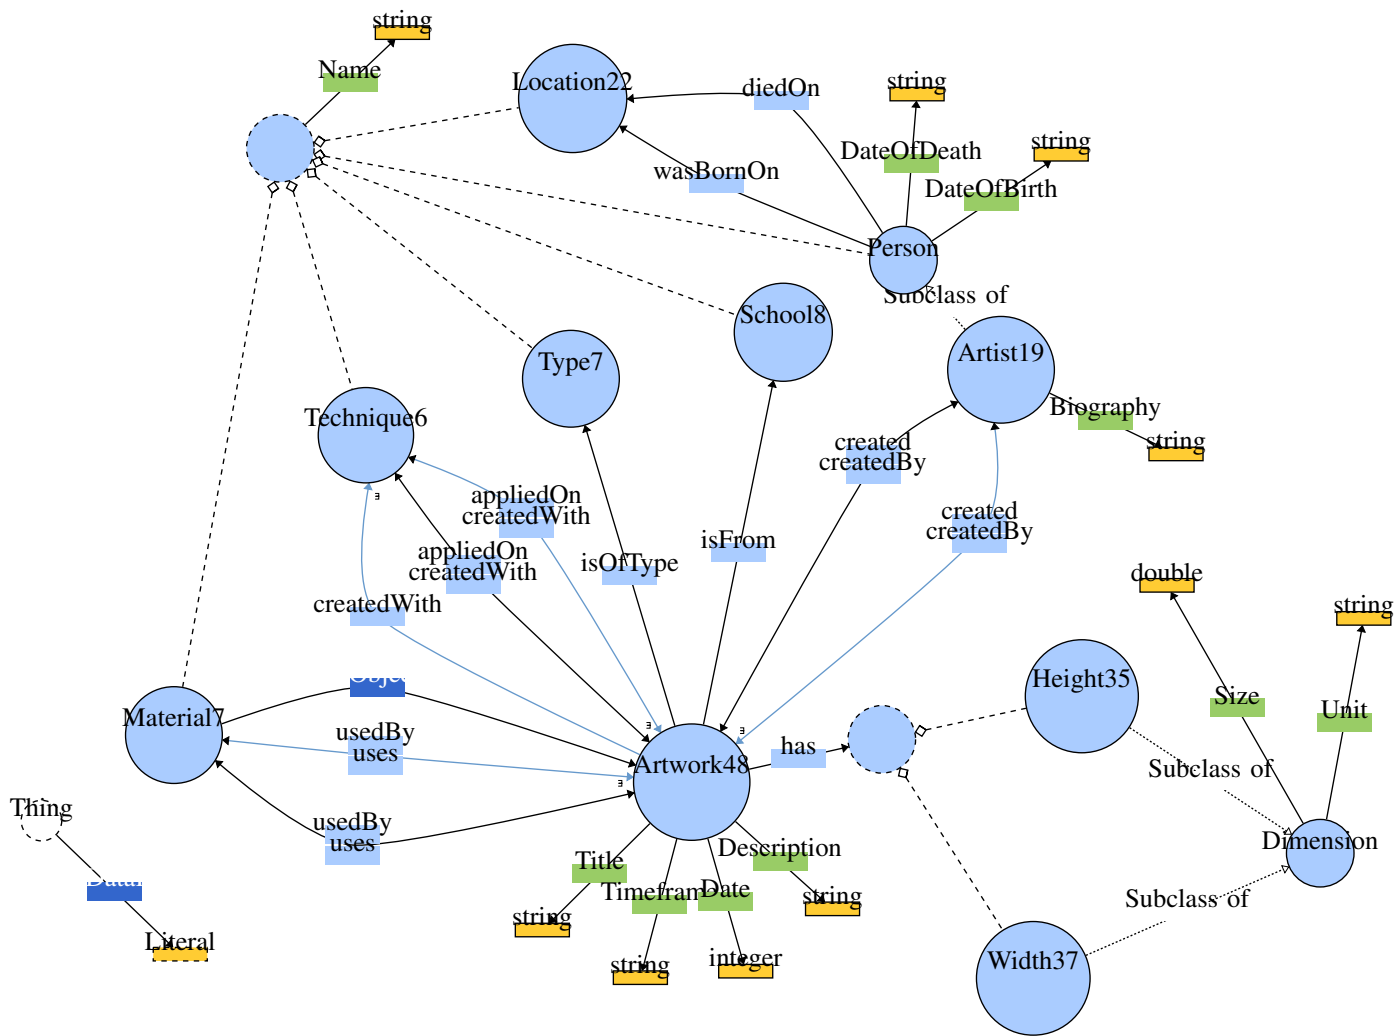 string
Name
Location22
diedOn
string
DateOfDeath
string
wasBornOn
DateOfBirth
Person
Subclass of
School8
Type7
Artist19
Technique6
Biography
string
created
createdBy
appliedOn
createdWith
created
createdBy
isFrom
appliedOn
createdWith
isOfType
createdWith
double
string
Height35
Size
Unit
Material7
usedBy
uses
has
Artwork48
Subclass of
Thing
usedBy
uses
Dimension
Description
Title
Timefram
Date
Subclass of
string
string
Literal
string
integer
Width37